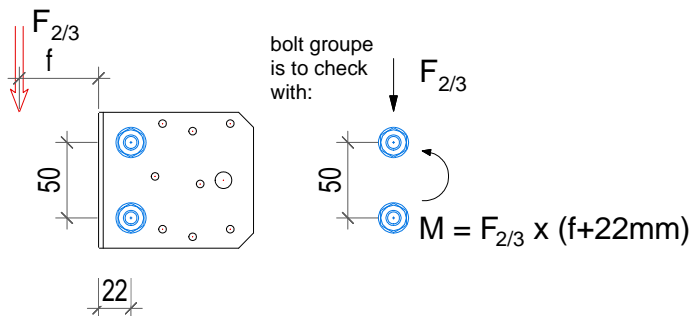 F2/3
f
50
22
bolt groupe
is to check
with:
F2/3
50
M = F2/3 x (f+22mm)